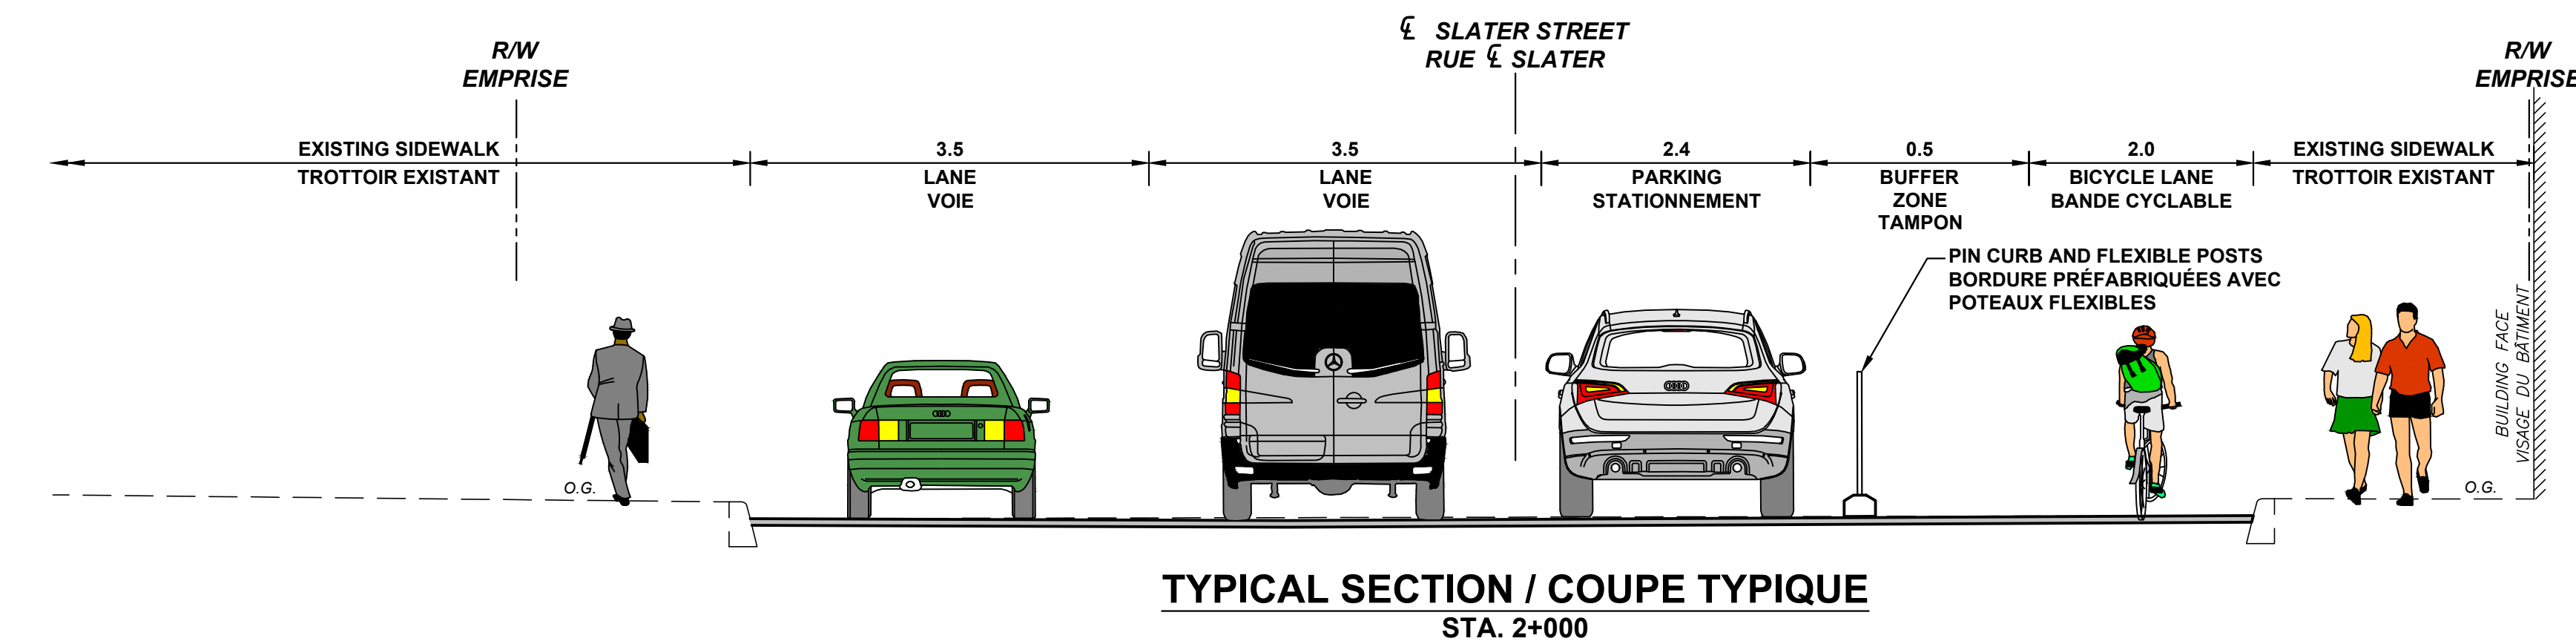 ℄ SLATER STREET
RUE ℄ SLATER
R/W
EMPRISE
R/W
EMPRISE
EXISTING SIDEWALK
TROTTOIR EXISTANT
3.5
LANE
VOIE
3.5
LANE
VOIE
2.4
PARKING
STATIONNEMENT
0.5
BUFFER
ZONE
TAMPON
2.0
BICYCLE LANE
BANDE CYCLABLE
EXISTING SIDEWALK
TROTTOIR EXISTANT
PIN CURB AND FLEXIBLE POSTS
BORDURE PRÉFABRIQUÉES AVEC
POTEAUX FLEXIBLES
BUILDING FACE
VISAGE DU BÂTIMENT
O.G.
O.G.
TYPICAL SECTION / COUPE TYPIQUE
STA. 2+000